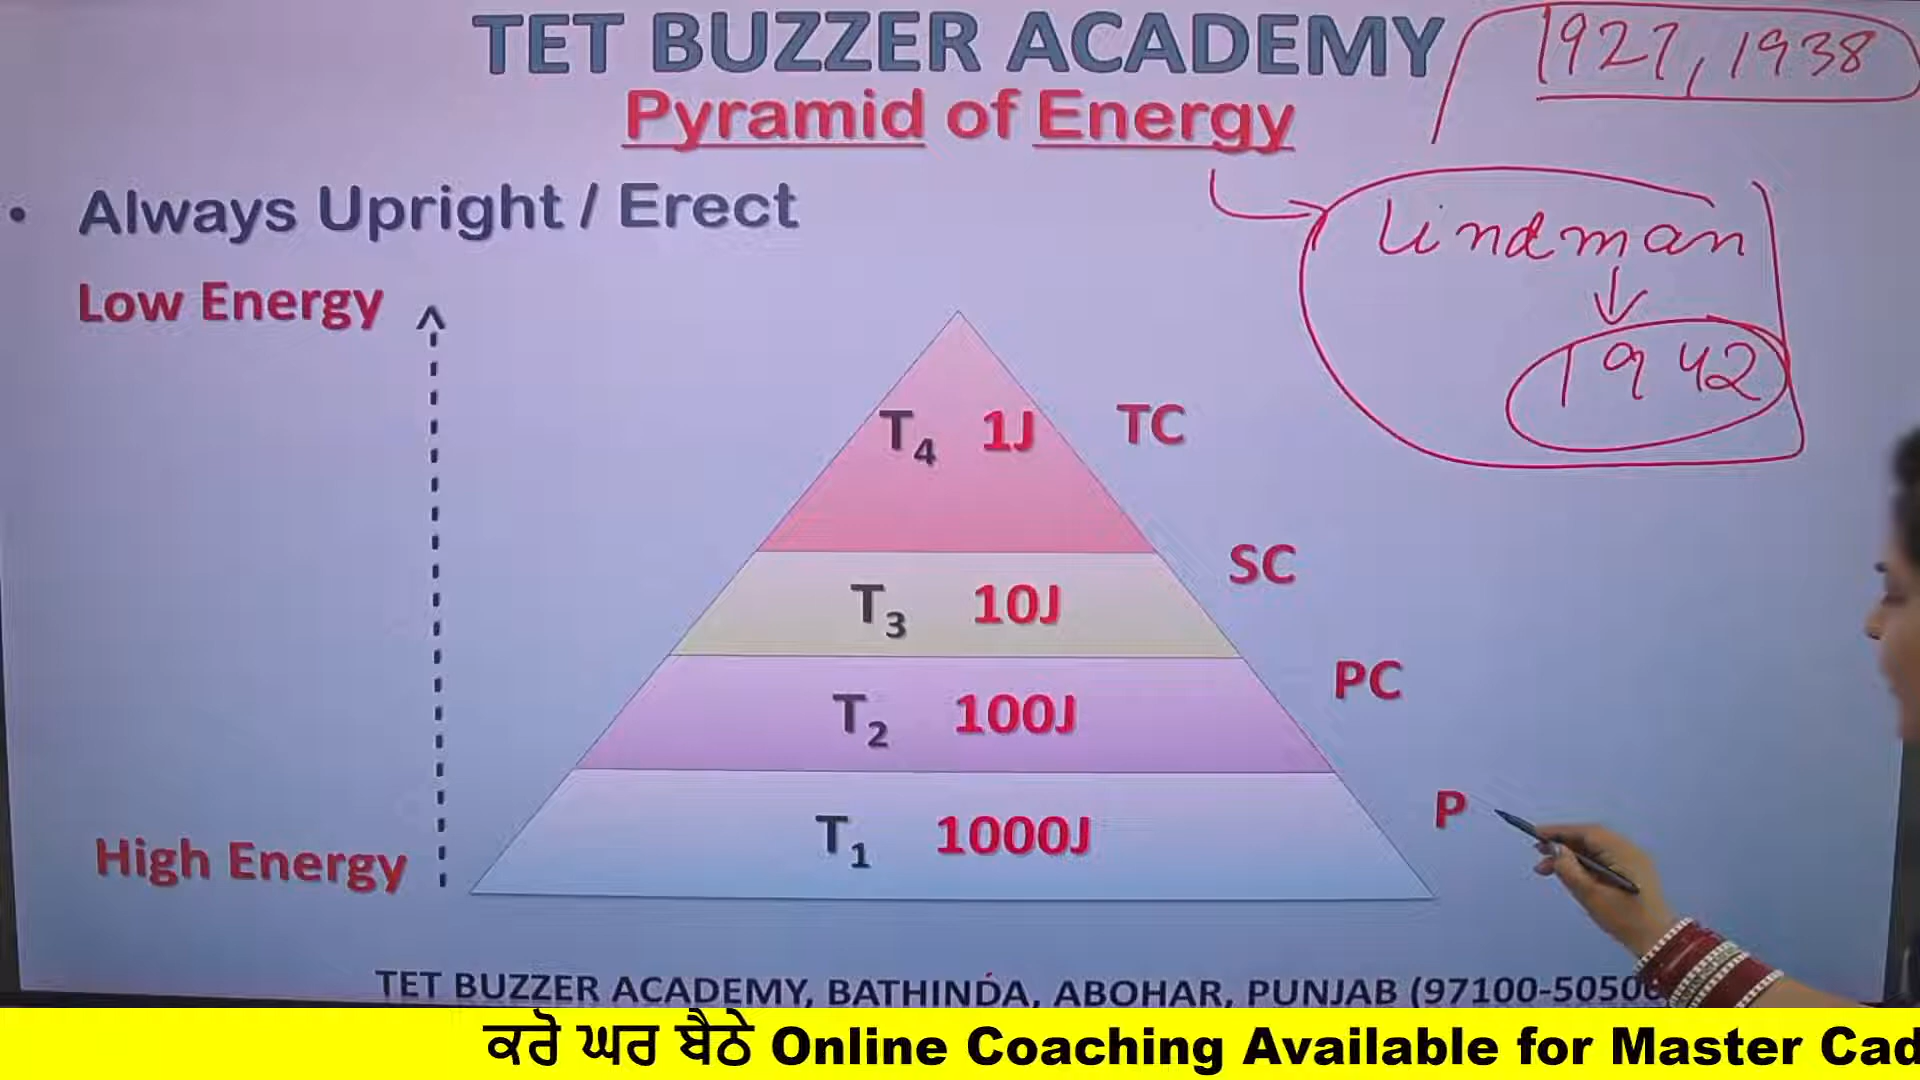 TET BUZZER ACADEMY
1927, 1938
Pyramid of Energy
• Always Upright / Erect
Lindman
1942
Low Energy
T4 1J TC
SC
T3 10J
PC
T2 100J
P
T1 1000J
High Energy
TET BUZZER ACADEMY, BATHINDA, ABOHAR, PUNJAB (97100-5050
ਕਰੋ ਘਰ ਬੈਠੇ Online Coaching Available for Master Cad